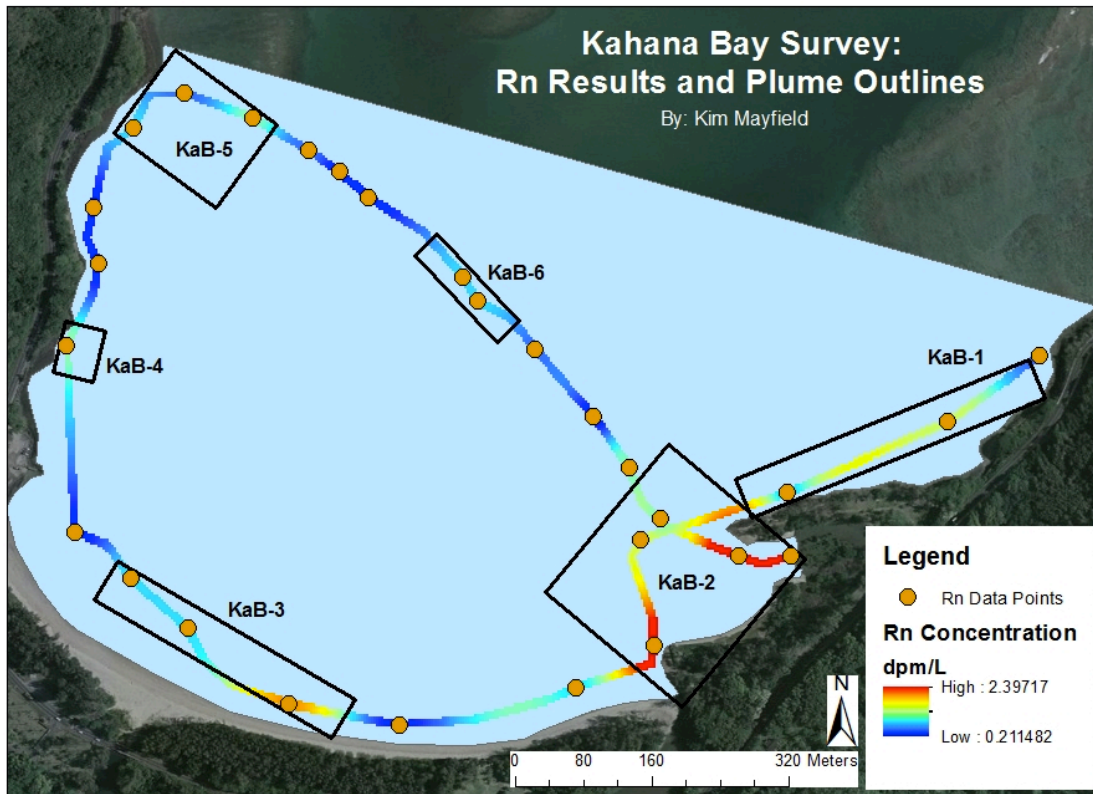 Kahana Bay Survey:
Rn Results and Plume Outlines
By: Kim Mayfield
KaB-5
KaB-6
KaB-4
KaB-1
KaB-2
KaB-3
Legend
Rn Data Points
Rn Concentration
dpm/L
High : 2.39717
Low : 0.211482
N
0 80 160 320 Meters